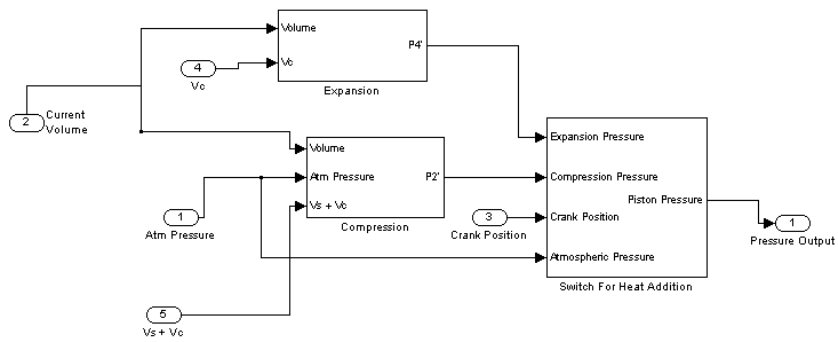 Volume
P4'
Vc
Expansion
4
Vc
2
Current
Volume
Volume
Atm Pressure
P2'
Vs + Vc
Compression
1
Atm Pressure
5
Vs + Vc
3
Crank Position
Expansion Pressure
Compression Pressure
Piston Pressure
Crank Position
Atmospheric Pressure
Switch For Heat Addition
1
Pressure Output